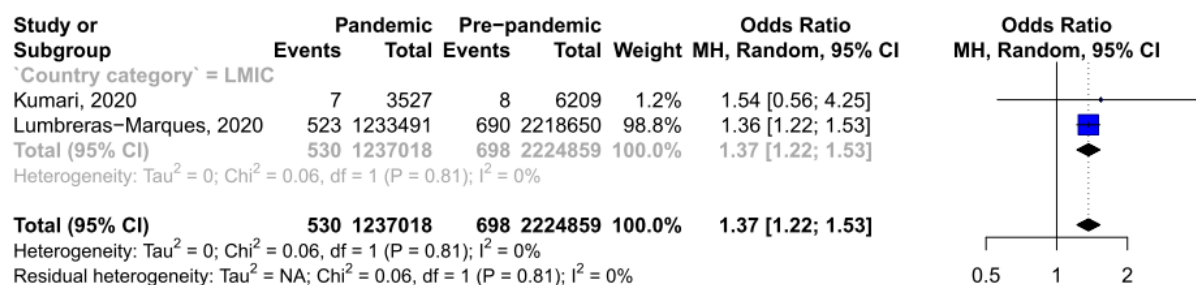 Study or Pandemic Pre−pandemic Odds Ratio Odds Ratio
Subgroup Events Total Events Total Weight MH, Random, 95% CI MH, Random, 95% CI
`Country category` = LMIC
Kumari, 2020 7 3527 8 6209 1.2% 1.54 [0.56; 4.25]
Lumbreras−Marques, 2020 523 1233491 690 2218650 98.8% 1.36 [1.22; 1.53]
Total (95% CI) 530 1237018 698 2224859 100.0% 1.37 [1.22; 1.53]
Heterogeneity: Tau² = 0; Chi² = 0.06, df = 1 (P = 0.81); I² = 0%
Total (95% CI) 530 1237018 698 2224859 100.0% 1.37 [1.22; 1.53]
Heterogeneity: Tau² = 0; Chi² = 0.06, df = 1 (P = 0.81); I² = 0%
Residual heterogeneity: Tau² = NA; Chi² = 0.06, df = 1 (P = 0.81); I² = 0%
0.5 1 2